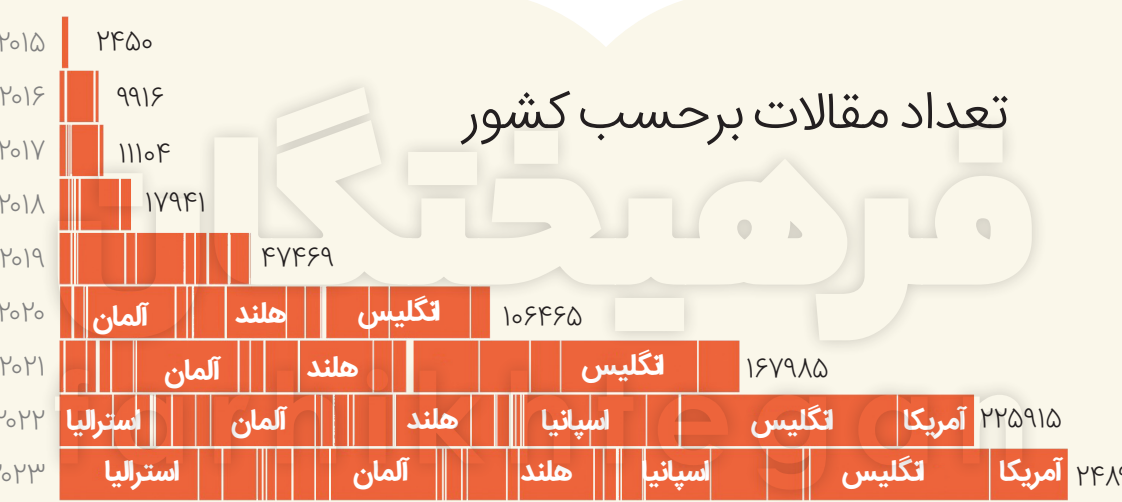 تعداد مقالات برحسب کشور
۲۰۱۵ ۲۴۵۰
۲۰۱۶ ۹۹۱۶
۲۰۱۷ ۱۱۱۰۴
۲۰۱۸ ۱۷۹۴۱
۲۰۱۹ ۴۷۴۶۹
۲۰۲۰ آلمان هلند انگلیس ۱۰۶۴۶۵
۲۰۲۱ آلمان هلند انگلیس ۱۶۷۹۸۵
۲۰۲۲ استرالیا آلمان هلند اسپانیا انگلیس آمریکا ۲۲۵۹۱۵
۲۰۲۳ استرالیا آلمان هلند اسپانیا انگلیس آمریکا
فرهیختگان
farhikhtegan